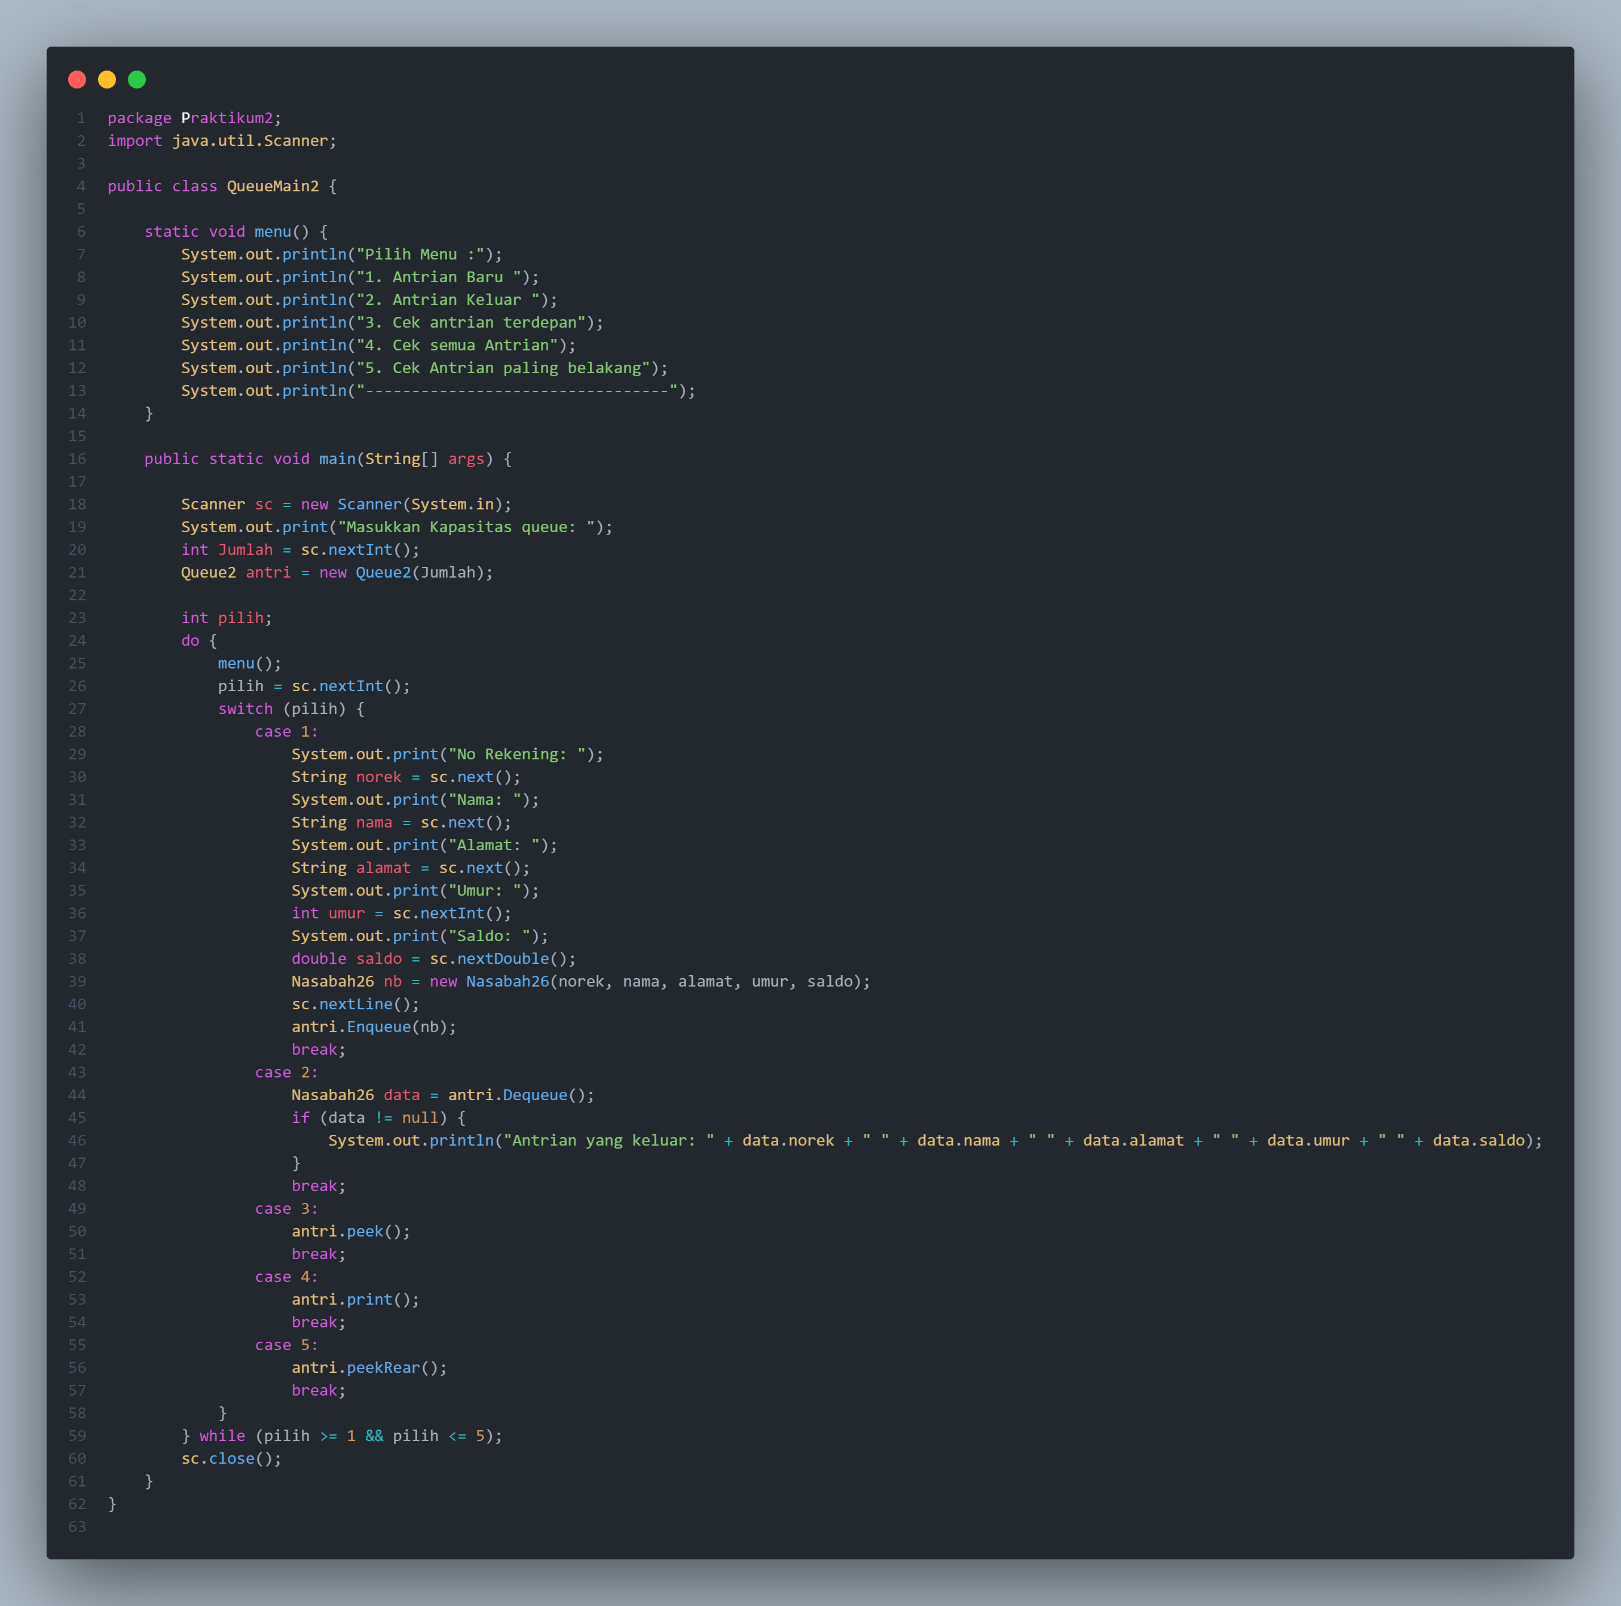 1 package Praktikum2;
2 import java.util.Scanner;
3
4 public class QueueMain2 {
5
6     static void menu() {
7         System.out.println("Pilih Menu :");
8         System.out.println("1. Antrian Baru ");
9         System.out.println("2. Antrian Keluar ");
10         System.out.println("3. Cek antrian terdepan");
11         System.out.println("4. Cek semua Antrian");
12         System.out.println("5. Cek Antrian paling belakang");
13         System.out.println("---------------------------------");
14     }
15
16     public static void main(String[] args) {
17
18         Scanner sc = new Scanner(System.in);
19         System.out.print("Masukkan Kapasitas queue: ");
20         int Jumlah = sc.nextInt();
21         Queue2 antri = new Queue2(Jumlah);
22
23         int pilih;
24         do {
25             menu();
26             pilih = sc.nextInt();
27             switch (pilih) {
28                 case 1:
29                     System.out.print("No Rekening: ");
30                     String norek = sc.next();
31                     System.out.print("Nama: ");
32                     String nama = sc.next();
33                     System.out.print("Alamat: ");
34                     String alamat = sc.next();
35                     System.out.print("Umur: ");
36                     int umur = sc.nextInt();
37                     System.out.print("Saldo: ");
38                     double saldo = sc.nextDouble();
39                     Nasabah26 nb = new Nasabah26(norek, nama, alamat, umur, saldo);
40                     sc.nextLine();
41                     antri.Enqueue(nb);
42                     break;
43                 case 2:
44                     Nasabah26 data = antri.Dequeue();
45                     if (data != null) {
46                         System.out.println("Antrian yang keluar: " + data.norek + " " + data.nama + " " + data.alamat + " " + data.umur + " " + data.saldo);
47                     }
48                     break;
49                 case 3:
50                     antri.peek();
51                     break;
52                 case 4:
53                     antri.print();
54                     break;
55                 case 5:
56                     antri.peekRear();
57                     break;
58             }
59         } while (pilih >= 1 && pilih <= 5);
60         sc.close();
61     }
62 }
63